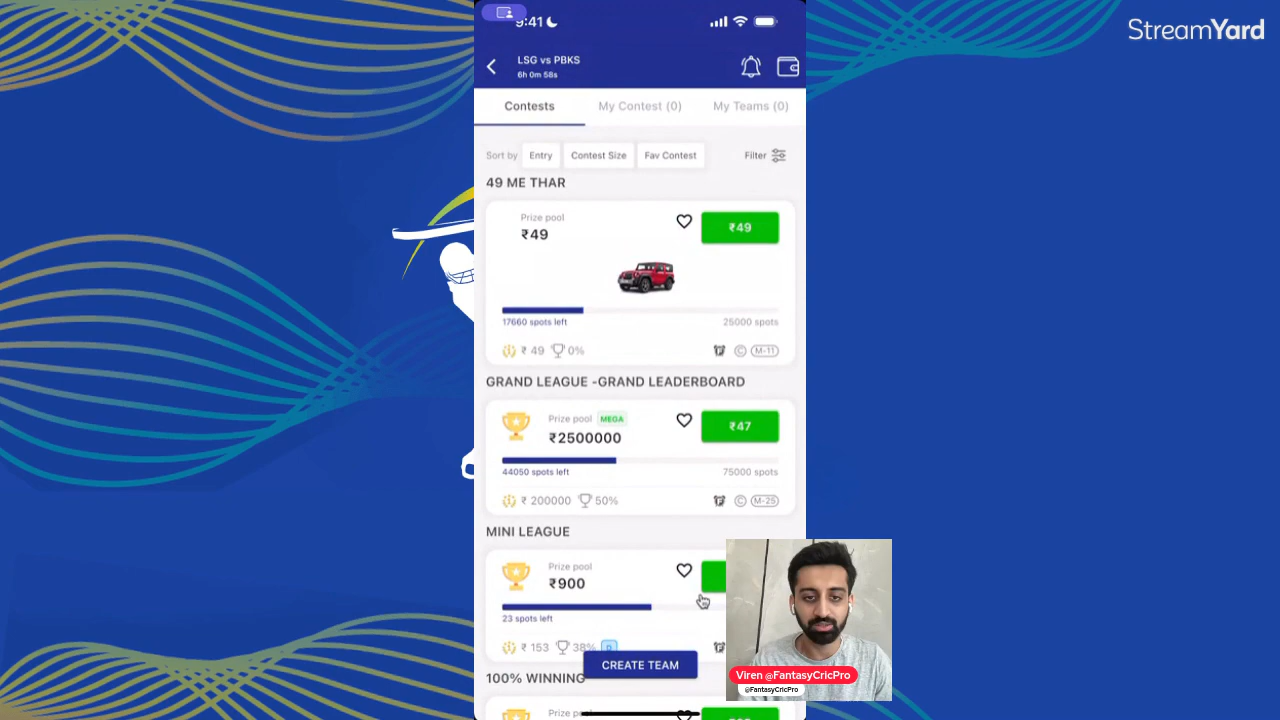 StreamYard
9:41
LSG vs PBKS
6h 0m 58s
Contests
My Contest (0)
My Teams (0)
Sort by
Entry
Contest Size
Fav Contest
Filter
49 ME THAR
Prize pool
₹49
₹49
17660 spots left
25000 spots
₹ 49
0%
C
M-11
GRAND LEAGUE -GRAND LEADERBOARD
Prize pool
MEGA
₹2500000
₹47
44050 spots left
75000 spots
₹ 200000
50%
C
M-25
MINI LEAGUE
Prize pool
₹900
23 spots left
₹ 153
38%
CREATE TEAM
100% WINNING
Prize
Viren @FantasyCricPro
@FantasyCricPro